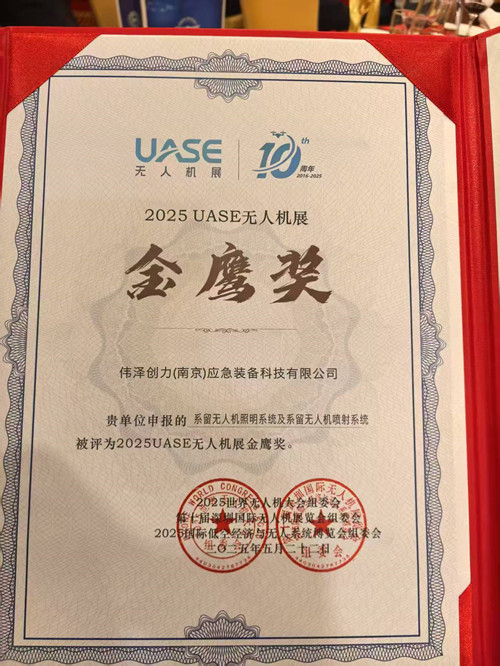 UASE
无人机展
10th
周年
2016-2025
2025 UASE无人机展
金鹰奖
伟泽创力(南京)应急装备科技有限公司
贵单位申报的 系留无人机照明系统及系留无人机喷射系统
被评为2025UASE无人机展金鹰奖。
2025世界无人机大会组委会
第十届深圳国际无人机展览会组委会
2025国际低空经济与无人系统博览会组委会
二〇二五年五月二十二日